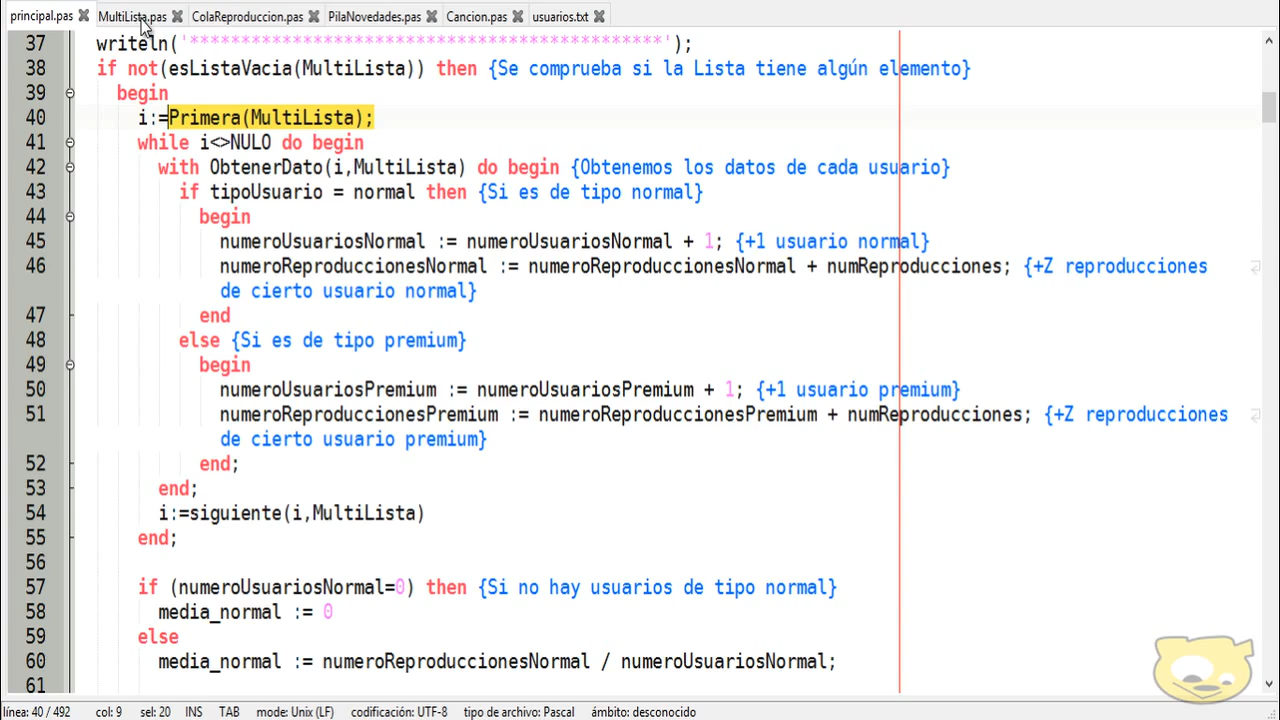 principal.pas MultiLista.pas ColaReproduccion.pas PilaNovedades.pas Cancion.pas usuarios.txt
37 writeln('**********************************************');
38 if not(esListaVacia(MultiLista)) then {Se comprueba si la Lista tiene algún elemento}
39 begin
40 i:=Primera(MultiLista);
41 while i<>NULO do begin
42 with ObtenerDato(i,MultiLista) do begin {Obtenemos los datos de cada usuario}
43 if tipoUsuario = normal then {Si es de tipo normal}
44 begin
45 numeroUsuariosNormal := numeroUsuariosNormal + 1; {+1 usuario normal}
46 numeroReproduccionesNormal := numeroReproduccionesNormal + numReproducciones; {+Z reproducciones
de cierto usuario normal}
47 end
48 else {Si es de tipo premium}
49 begin
50 numeroUsuariosPremium := numeroUsuariosPremium + 1; {+1 usuario premium}
51 numeroReproduccionesPremium := numeroReproduccionesPremium + numReproducciones; {+Z reproducciones
de cierto usuario premium}
52 end;
53 end;
54 i:=siguiente(i,MultiLista)
55 end;
56
57 if (numeroUsuariosNormal=0) then {Si no hay usuarios de tipo normal}
58 media_normal := 0
59 else
60 media_normal := numeroReproduccionesNormal / numeroUsuariosNormal;
61
línea: 40 / 492 col: 9 sel: 20 INS TAB mode: Unix (LF) codificación: UTF-8 tipo de archivo: Pascal ámbito: desconocido